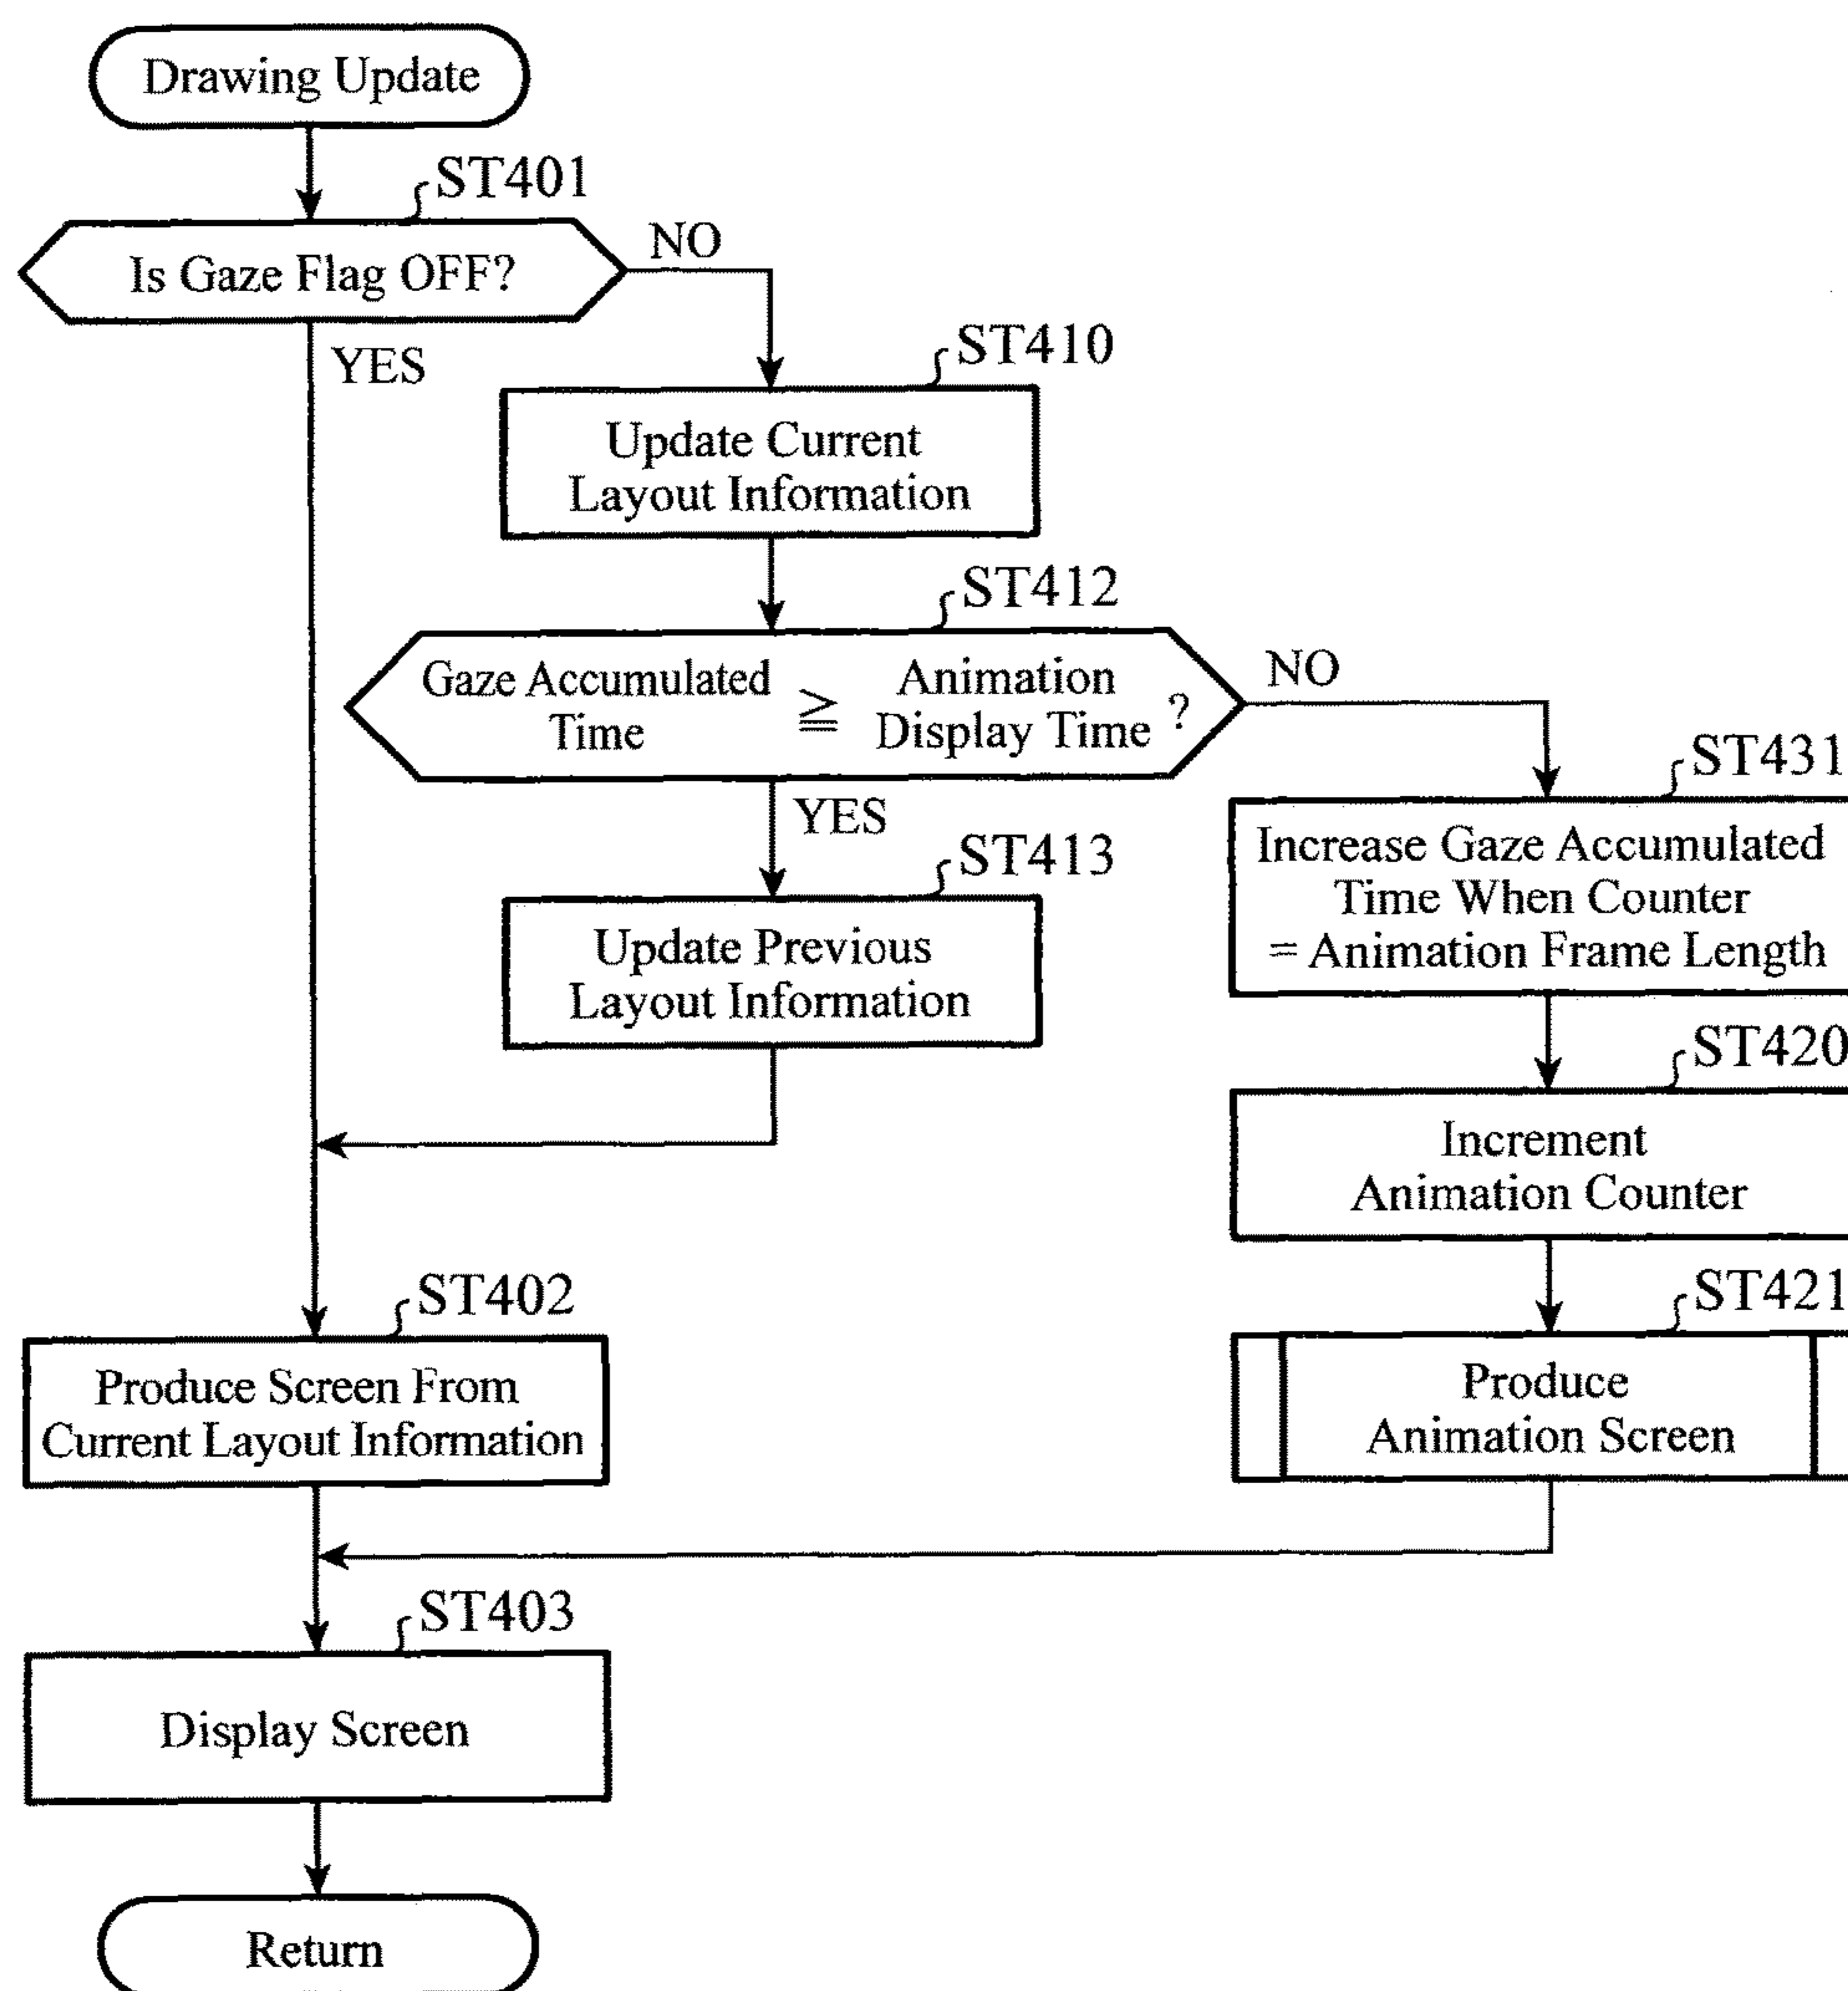 Drawing Update
ST401
Is Gaze Flag OFF?
NO
YES
ST410
Update Current
Layout Information
ST412
Gaze Accumulated
Time
≧
Animation
Display Time
?
NO
YES
ST413
Update Previous
Layout Information
ST431
Increase Gaze Accumulated
Time When Counter
= Animation Frame Length
ST420
Increment
Animation Counter
ST421
Produce
Animation Screen
ST402
Produce Screen From
Current Layout Information
ST403
Display Screen
Return